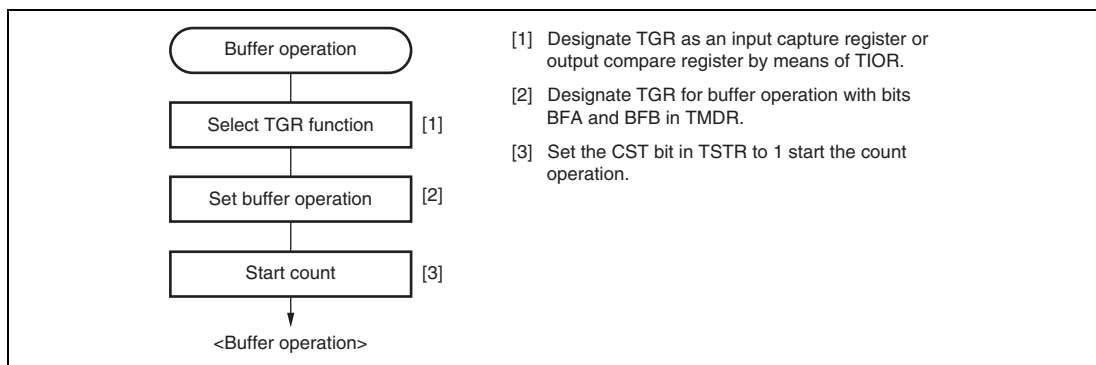 Buffer operation
Select TGR function
[1]
Set buffer operation
[2]
Start count
[3]
<Buffer operation>
[1] Designate TGR as an input capture register or
output compare register by means of TIOR.
[2] Designate TGR for buffer operation with bits
BFA and BFB in TMDR.
[3] Set the CST bit in TSTR to 1 start the count
operation.